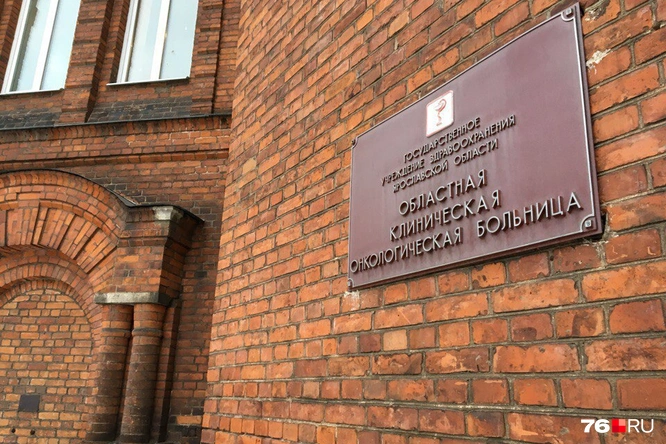 ГОСУДАРСТВЕННОЕ
УЧРЕЖДЕНИЕ ЗДРАВООХРАНЕНИЯ
ЯРОСЛАВСКОЙ ОБЛАСТИ
ОБЛАСТНАЯ
КЛИНИЧЕСКАЯ
ОНКОЛОГИЧЕСКАЯ БОЛЬНИЦА
76.RU